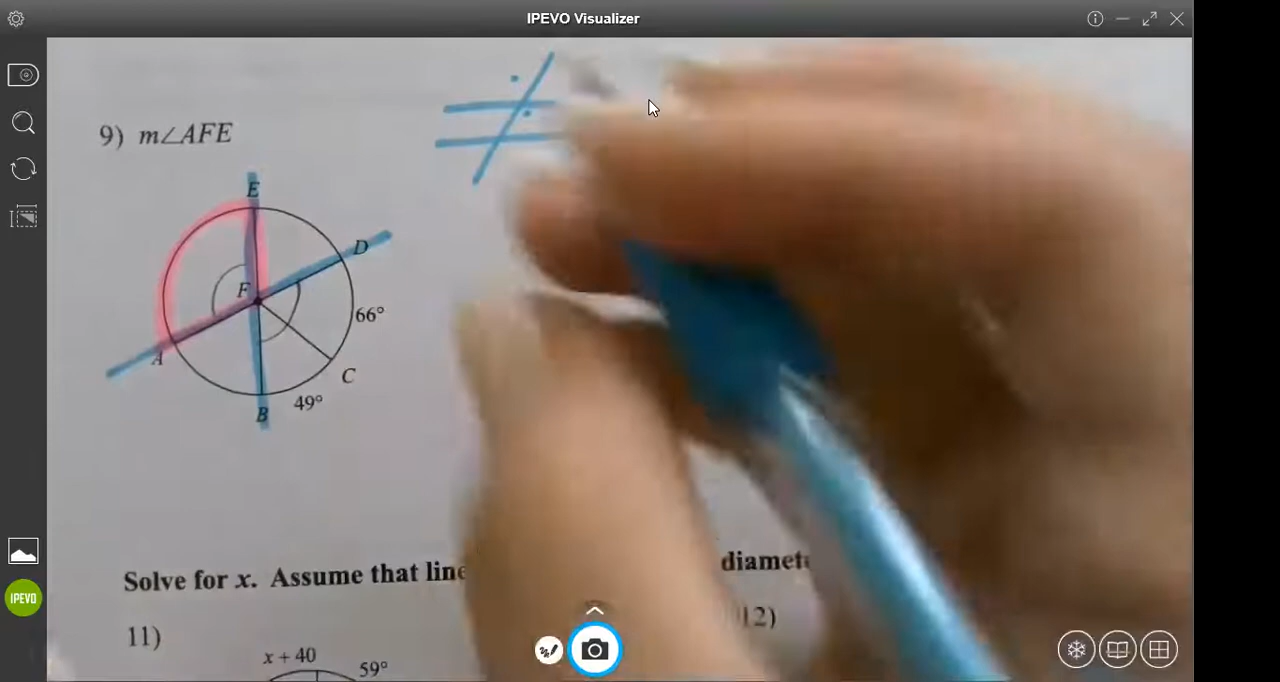 IPEVO Visualizer
9) m∠AFE
E
D
F
66°
A
C
49°
B
Solve for x. Assume that line
diamet
11)
12)
x + 40
59°
IPEVO